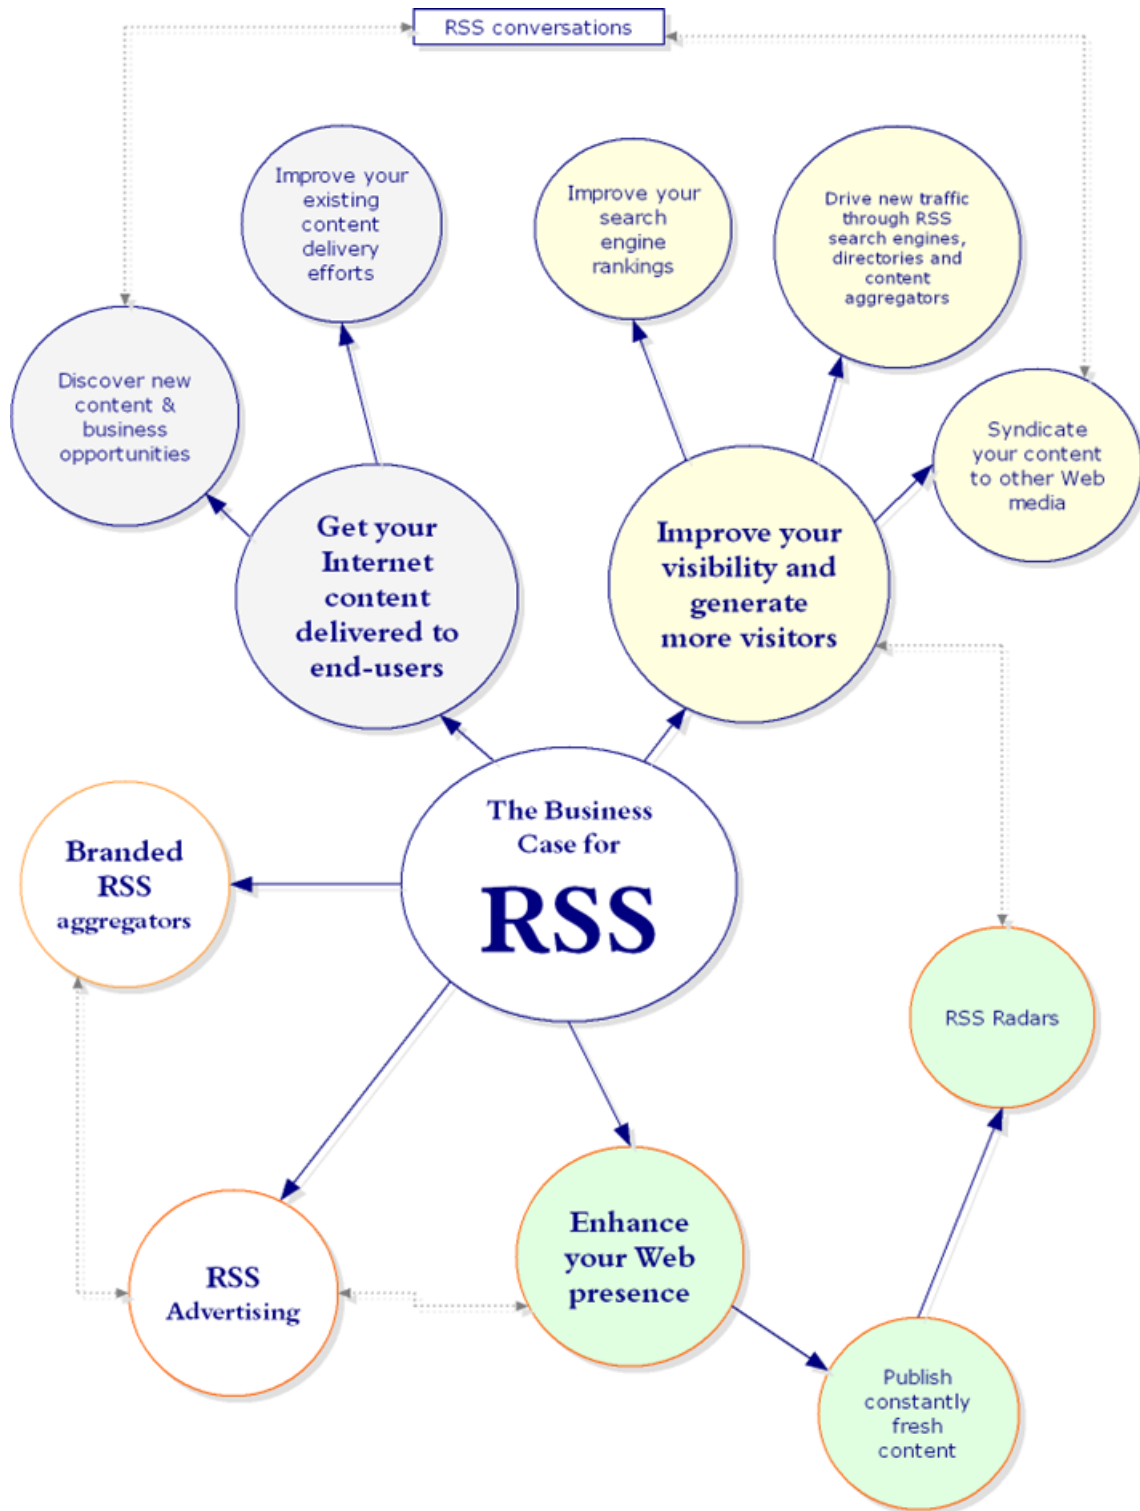 RSS conversations
Improve your
existing
content
delivery
efforts
Improve your
search
engine
rankings
Drive new traffic
through RSS
search engines,
directories and
content
aggregators
Discover new
content &
business
opportunities
Syndicate
your content
to other Web
media
Get your
Internet
content
delivered to
end-users
Improve your
visibility and
generate
more visitors
The Business
Case for
RSS
Branded
RSS
aggregators
RSS Radars
RSS
Advertising
Enhance
your Web
presence
Publish
constantly
fresh
content